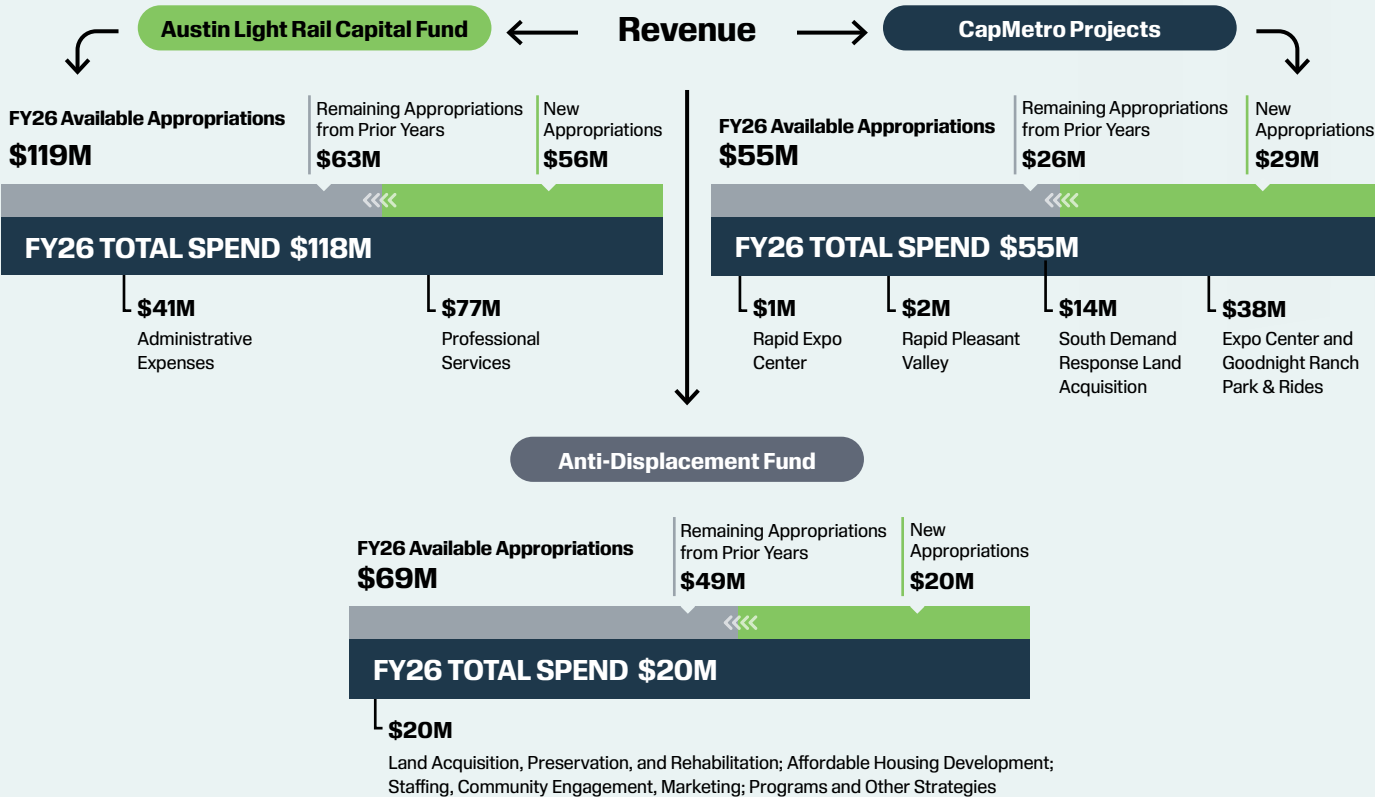 Austin Light Rail Capital Fund
Revenue
CapMetro Projects
FY26 Available Appropriations
$119M
Remaining Appropriations
from Prior Years
$63M
New
Appropriations
$56M
FY26 TOTAL SPEND $118M
$41M
Administrative
Expenses
$77M
Professional
Services
FY26 Available Appropriations
$55M
Remaining Appropriations
from Prior Years
$26M
New
Appropriations
$29M
FY26 TOTAL SPEND $55M
$1M
Rapid Expo
Center
$2M
Rapid Pleasant
Valley
$14M
South Demand
Response Land
Acquisition
$38M
Expo Center and
Goodnight Ranch
Park & Rides
Anti-Displacement Fund
FY26 Available Appropriations
$69M
Remaining Appropriations
from Prior Years
$49M
New
Appropriations
$20M
FY26 TOTAL SPEND $20M
$20M
Land Acquisition, Preservation, and Rehabilitation; Affordable Housing Development;
Staffing, Community Engagement, Marketing; Programs and Other Strategies